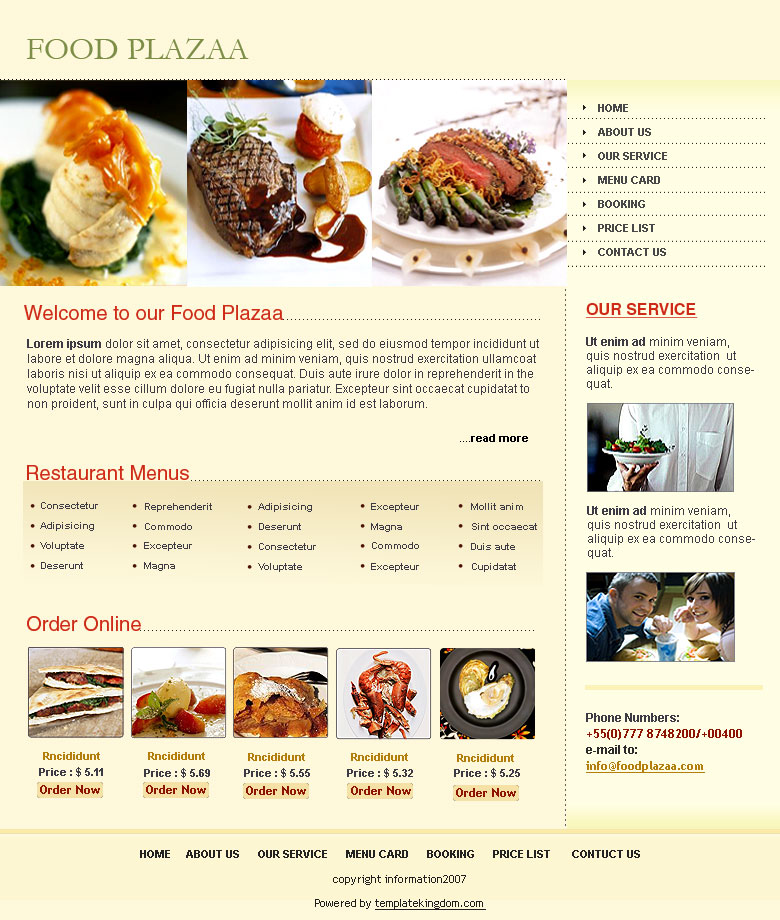 FOOD PLAZAA
HOME
ABOUT US
OUR SERVICE
MENU CARD
BOOKING
PRICE LIST
CONTACT US
Welcome to our Food Plazaa
Lorem ipsum dolor sit amet, consectetur adipisicing elit, sed do eiusmod tempor incididunt ut
labore et dolore magna aliqua. Ut enim ad minim veniam, quis nostrud exercitation ullamcoat
laboris nisi ut aliquip ex ea commodo consequat. Duis aute irure dolor in reprehenderit in the
voluptate velit esse cillum dolore eu fugiat nulla pariatur. Excepteur sint occaecat cupidatat to
non proident, sunt in culpa qui officia deserunt mollit anim id est laborum.
....read more
Restaurant Menus
Consectetur
Adipisicing
Voluptate
Deserunt
Reprehenderit
Commodo
Excepteur
Magna
Adipisicing
Deserunt
Consectetur
Voluptate
Excepteur
Magna
Commodo
Excepteur
Mollit anim
Sint occaecat
Duis aute
Cupidatat
Order Online
Rncididunt
Price : $ 5.11
Order Now
Rncididunt
Price : $ 5.69
Order Now
Rncididunt
Price : $ 5.55
Order Now
Rncididunt
Price : $ 5.32
Order Now
Rncididunt
Price : $ 5.25
Order Now
OUR SERVICE
Ut enim ad minim veniam,
quis nostrud exercitation ut
aliquip ex ea commodo conse-
quat.
Ut enim ad minim veniam,
quis nostrud exercitation ut
aliquip ex ea commodo conse-
quat.
Phone Numbers:
+55(0)777 8748200/+00400
e-mail to:
info@foodplazaa.com
HOME ABOUT US OUR SERVICE MENU CARD BOOKING PRICE LIST CONTUCT US
copyright information2007
Powered by templatekingdom.com